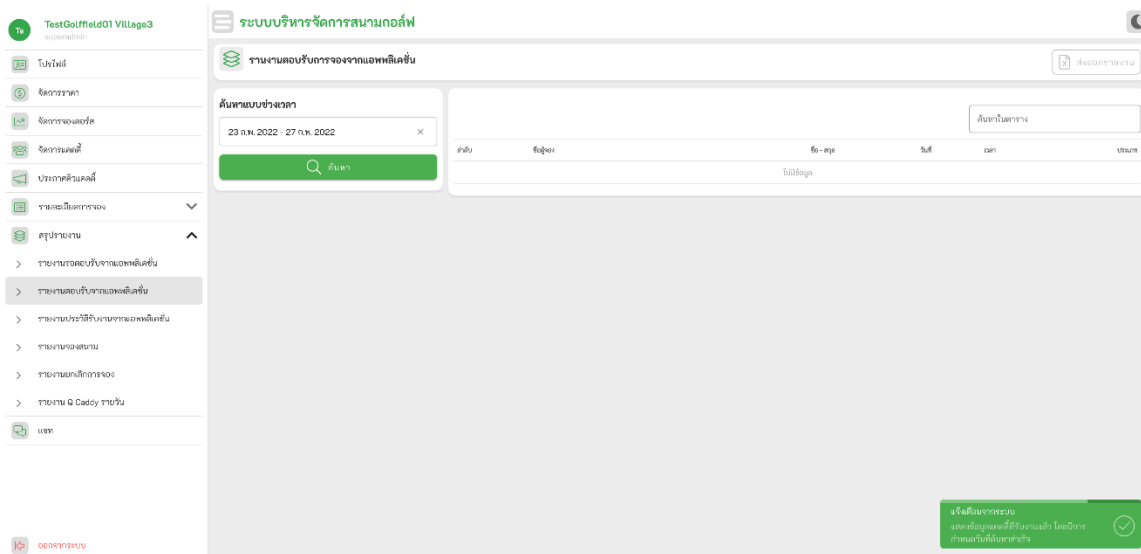 Te
TestGolffield01 Village3
superadmin
โปรไฟล์
จัดการราคา
จัดการจองคอร์ส
จัดการแคดดี้
ประกาศคิวแคดดี้
รายละเอียดการจอง
สรุปรายงาน
รายงานรอตอบรับจากแอพพลิเคชั่น
รายงานตอบรับจากแอพพลิเคชั่น
รายงานประวัติรับงานจากแอพพลิเคชั่น
รายงานจองสนาม
รายงานยกเลิกการจอง
รายงาน Q Caddy รายวัน
แชท
ออกจากระบบ
ระบบบริหารจัดการสนามกอล์ฟ
รานงานตอบรับการจองจากแอพพลิเคชั่น
ส่งออกรายงาน
ค้นหาแบบช่วงเวลา
23 ก.พ. 2022 - 27 ก.พ. 2022
ค้นหา
ค้นหาในตาราง
ลำดับ ชื่อผู้จอง ชื่อ - สกุล วันที่ เวลา ประเภท
ไม่มีข้อมูล
แจ้งเตือนจากระบบ
แสดงข้อมูลแคดดี้ที่รับงานแล้ว โดยมีการ
กำหนดวันที่ค้นหาสำเร็จ